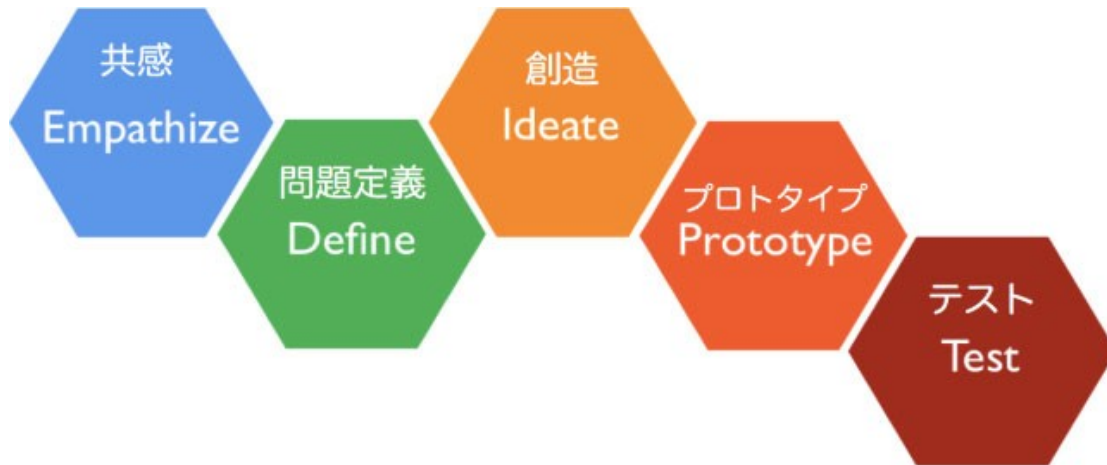 共感
Empathize
問題定義
Define
創造
Ideate
プロトタイプ
Prototype
テスト
Test